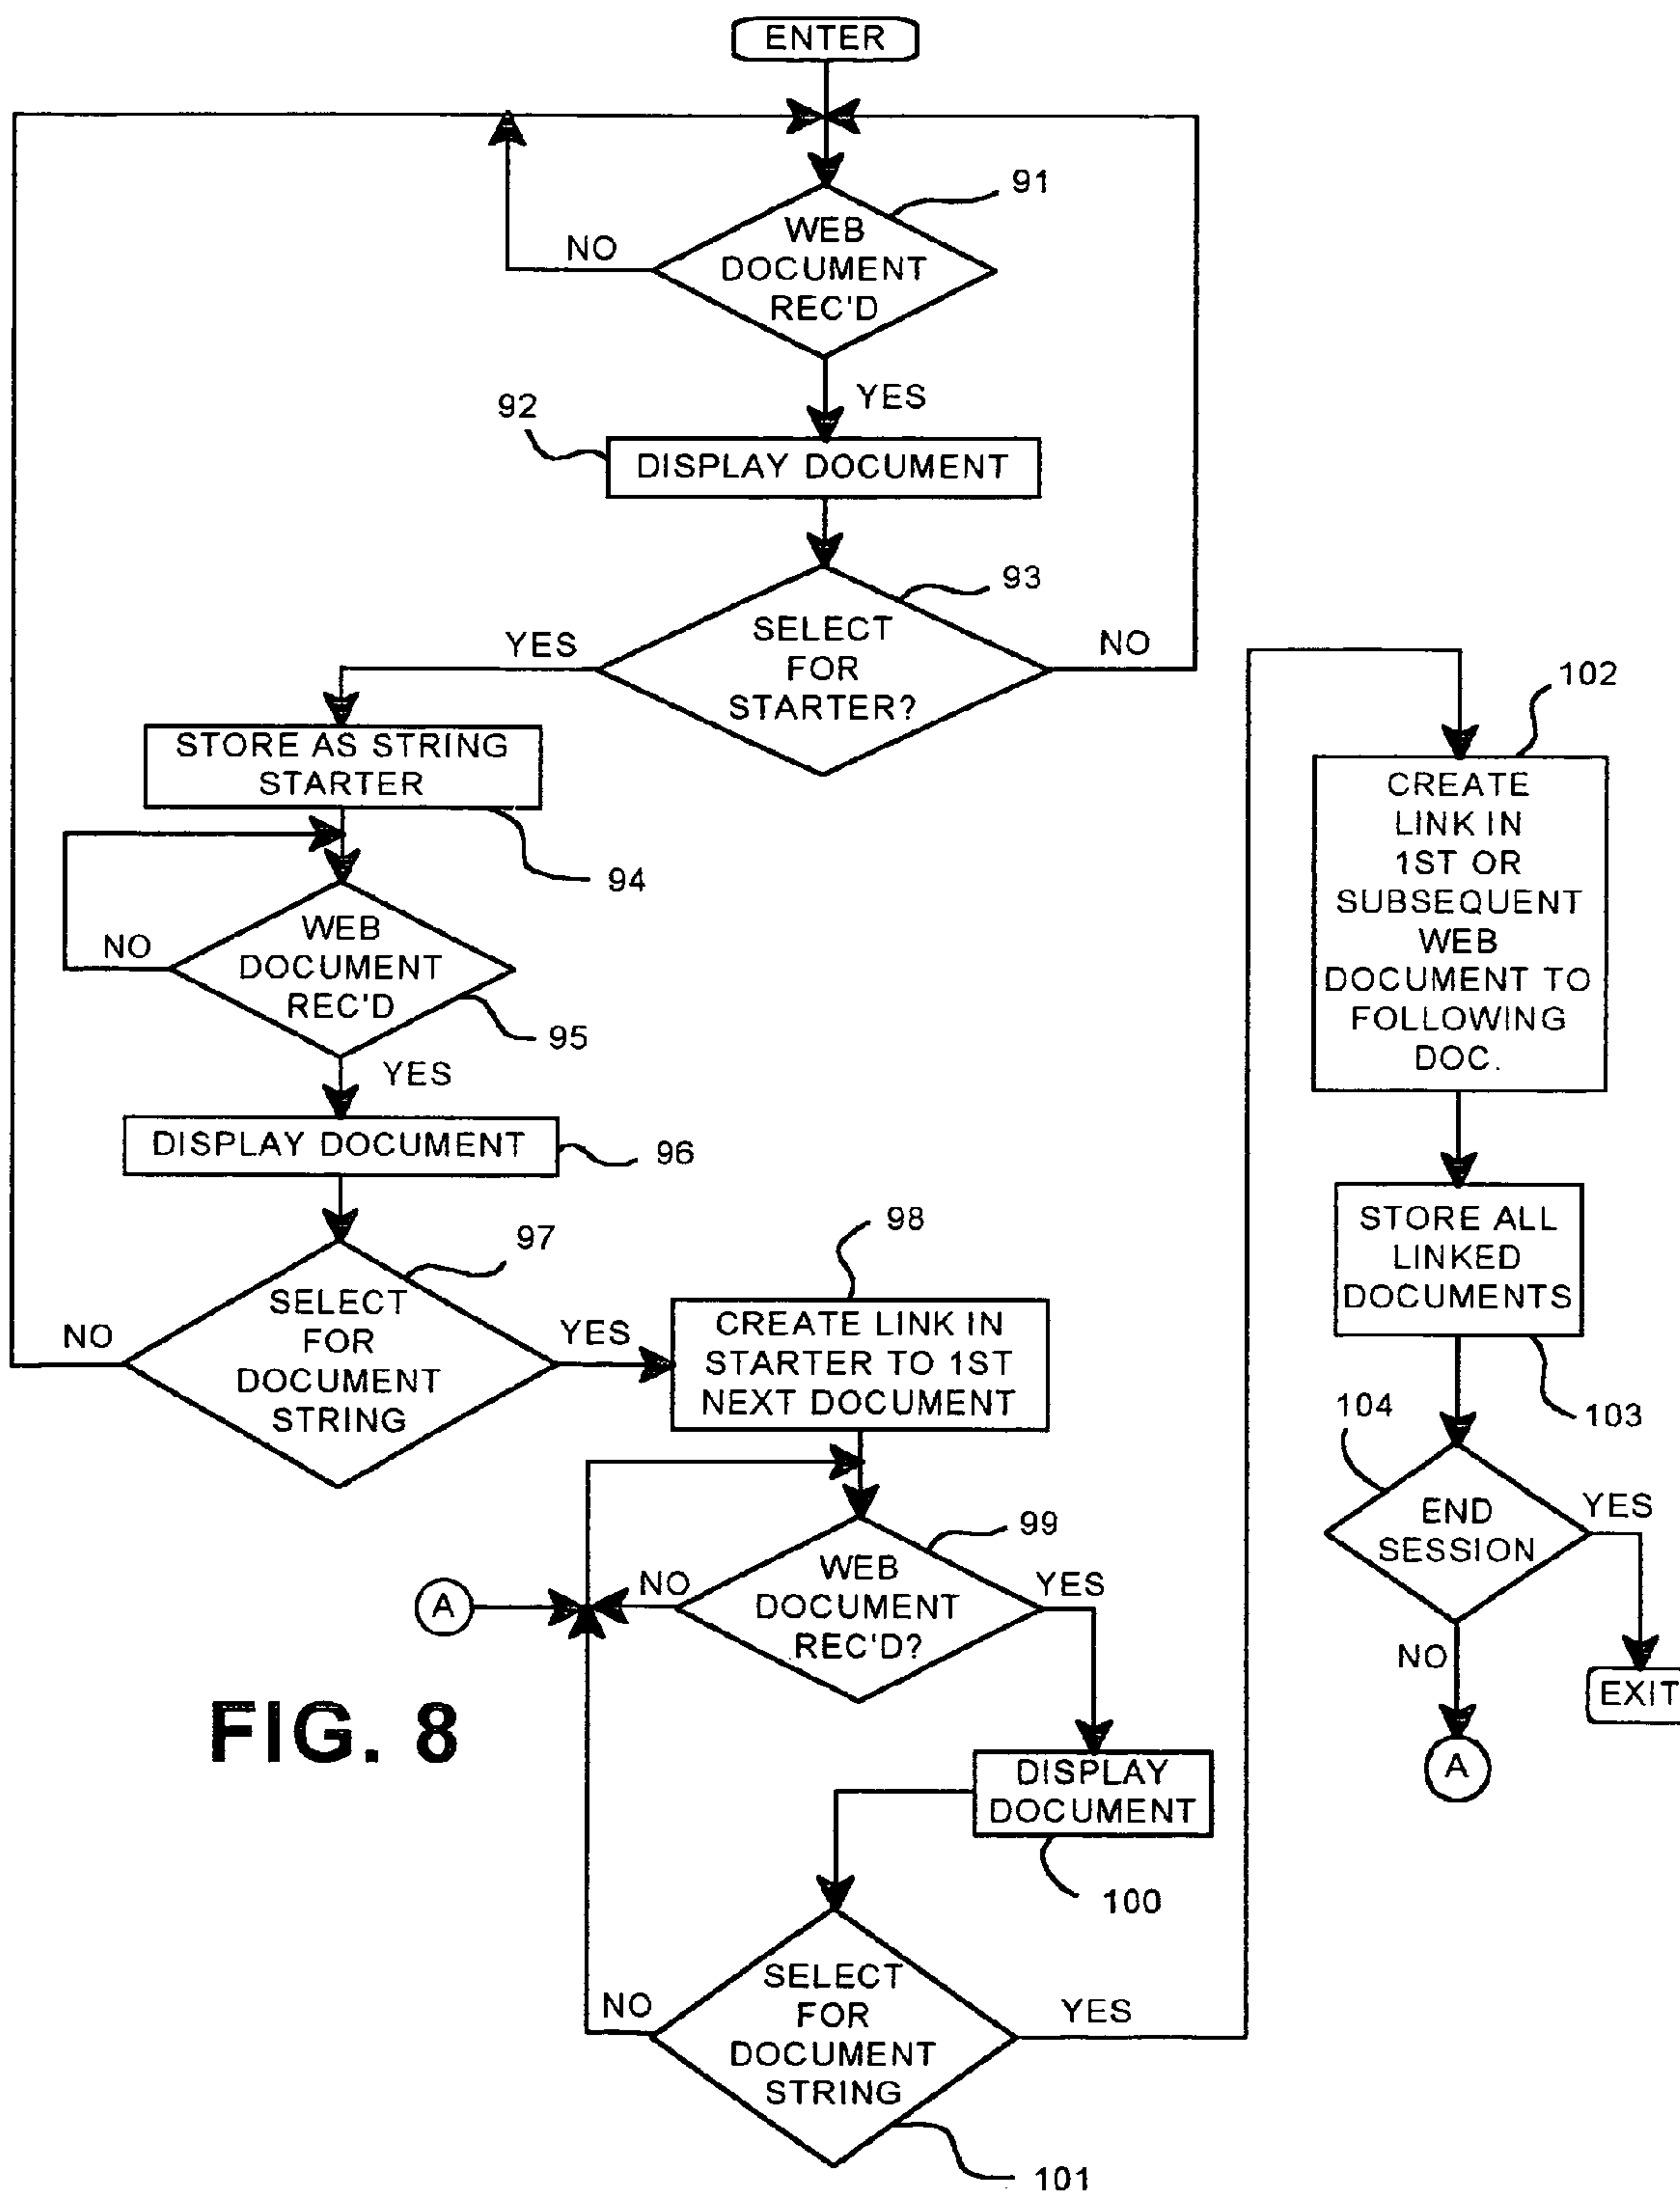 ENTER
91
WEB
DOCUMENT
REC'D
NO
YES
92
DISPLAY DOCUMENT
93
SELECT
FOR
STARTER?
YES
NO
STORE AS STRING
STARTER
94
WEB
DOCUMENT
REC'D
NO
95
YES
DISPLAY DOCUMENT
96
97
SELECT
FOR
DOCUMENT
STRING
NO
YES
98
CREATE LINK IN
STARTER TO 1ST
NEXT DOCUMENT
99
WEB
DOCUMENT
REC'D?
NO
YES
A
DISPLAY
DOCUMENT
100
SELECT
FOR
DOCUMENT
STRING
NO
YES
101
102
CREATE
LINK IN
1ST OR
SUBSEQUENT
WEB
DOCUMENT TO
FOLLOWING
DOC.
STORE ALL
LINKED
DOCUMENTS
103
104
END
SESSION
YES
NO
EXIT
A
FIG. 8